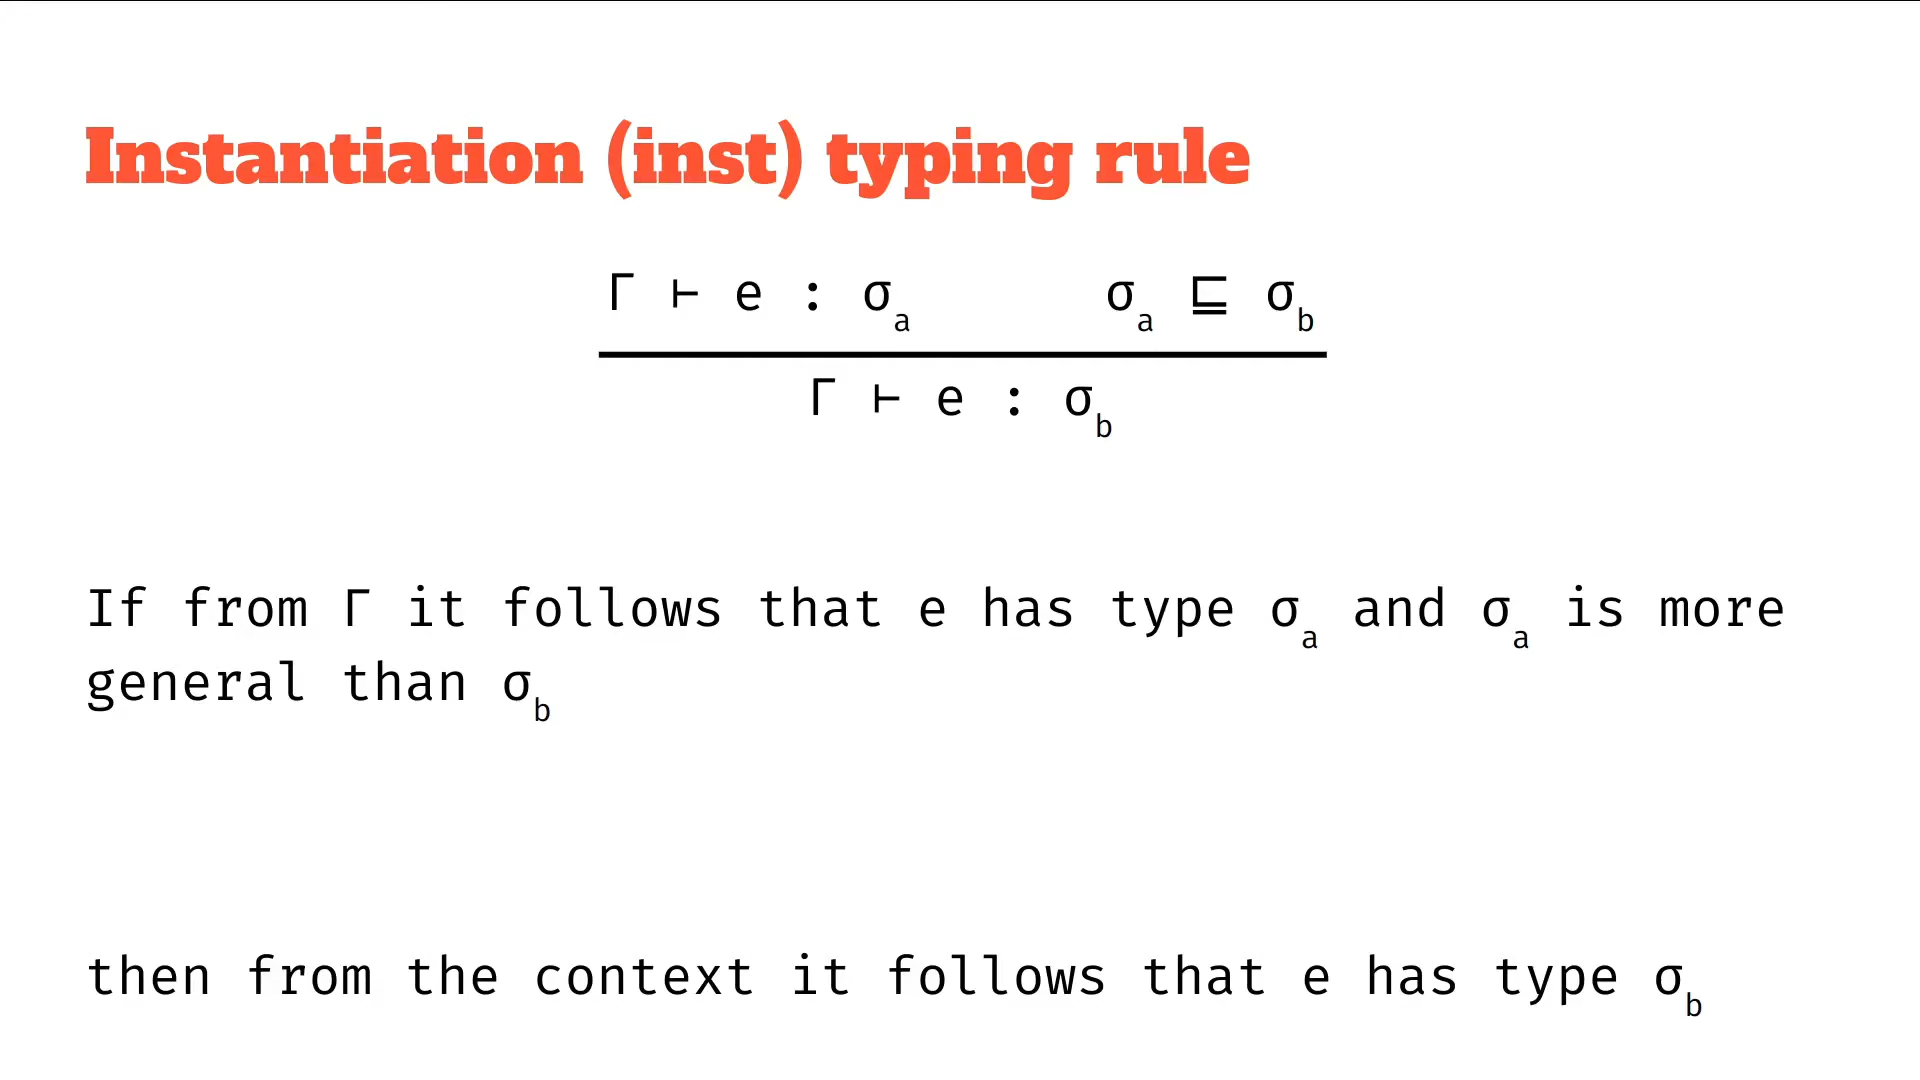 Instantiation (inst) typing rule
Γ ⊢ e : σₐ σₐ ⊑ σb
Γ ⊢ e : σb
If from Γ it follows that e has type σₐ and σₐ is more
general than σb
then from the context it follows that e has type σb